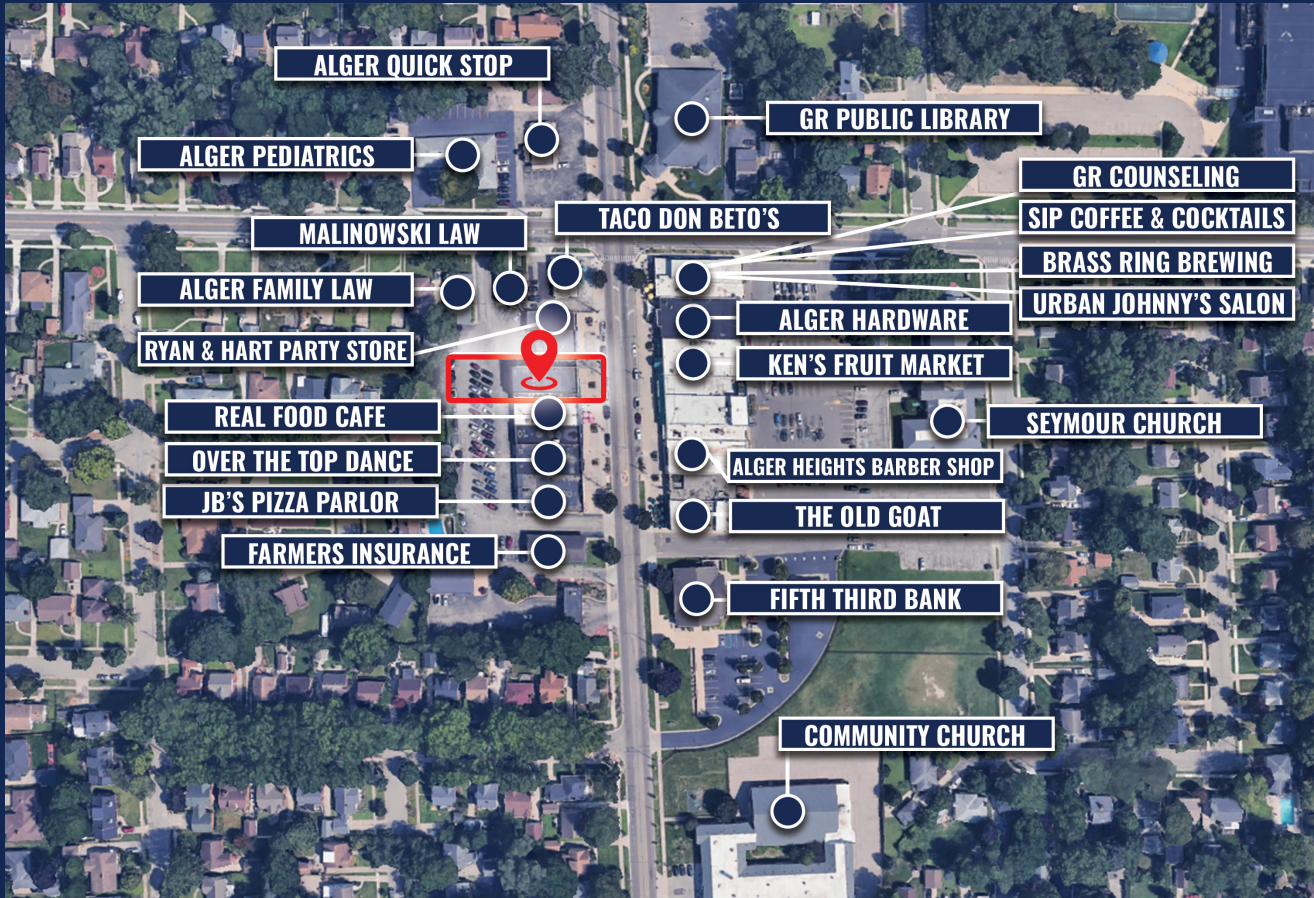 ALGER QUICK STOP
GR PUBLIC LIBRARY
ALGER PEDIATRICS
GR COUNSELING
SIP COFFEE & COCKTAILS
BRASS RING BREWING
URBAN JOHNNY'S SALON
TACO DON BETO'S
MALINOWSKI LAW
ALGER FAMILY LAW
RYAN & HART PARTY STORE
ALGER HARDWARE
KEN'S FRUIT MARKET
REAL FOOD CAFE
SEYMOUR CHURCH
OVER THE TOP DANCE
ALGER HEIGHTS BARBER SHOP
JB'S PIZZA PARLOR
THE OLD GOAT
FARMERS INSURANCE
FIFTH THIRD BANK
COMMUNITY CHURCH